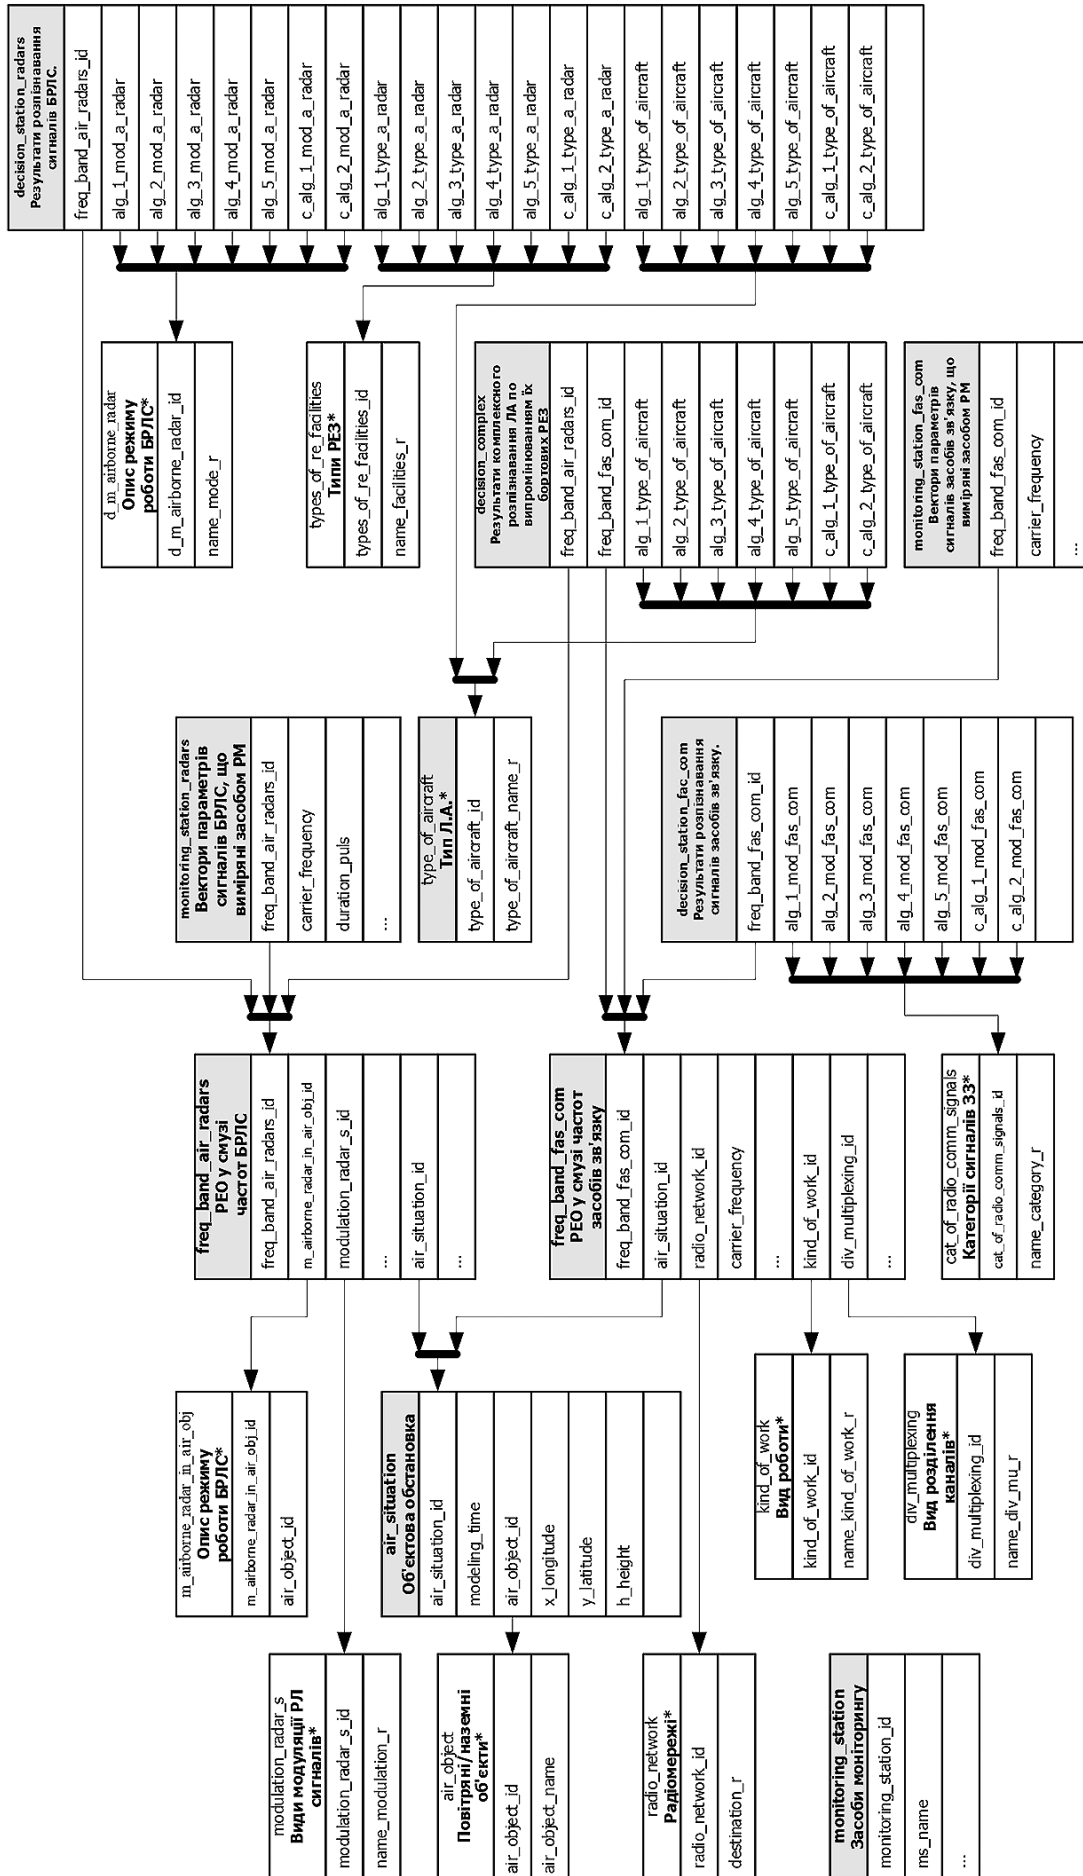 modulation_radar_s
Види модуляції РЛ
сигналів*
modulation_radar_s_id
name_modulation_r
air_object
Повітряні/наземні
об'єкти*
air_object_id
air_object_name
radio_network
Радіомережі*
radio_network_id
destination_r
monitoring_station
Засоби моніторингу
monitoring_station_id
ms_name
...
m_airborne_radar_in_air_obj
Опис режиму
роботи БРЛС*
m_airborne_radar_in_air_obj_id
air_object_id
air_situation
Об'єктова обстановка
air_situation_id
modeling_time
air_object_id
x_longitude
y_latitude
h_height
kind_of_work
Вид роботи*
kind_of_work_id
name_kind_of_work_r
div_multiplexing
Вид розділення
каналів*
div_multiplexing_id
name_div_mu_r
freq_band_air_radars
РЕО у смузі
частот БРЛС
freq_band_air_radars_id
m_airborne_radar_in_air_obj_id
modulation_radar_s_id
...
air_situation_id
...
freq_band_fas_com
РЕО у смузі частот
засобів зв'язку
freq_band_fas_com_id
air_situation_id
radio_network_id
carrier_frequency
...
kind_of_work_id
div_multiplexing_id
...
cat_of_radio_comm_signals
Категорії сигналів ЗЗ*
cat_of_radio_comm_signals_id
name_category_r
monitoring_station_radars
Вектори параметрів
сигналів БРЛС, що
виміряні засобом РМ
freq_band_air_radars_id
carrier_frequency
duration_puls
...
type_of_aircraft
Тип Л.А.*
type_of_aircraft_id
type_of_aircraft_name_r
decision_station_fac_com
Результати розпізнавання
сигналів засобів зв'язку.
freq_band_fas_com_id
alg_1_mod_fas_com
alg_2_mod_fas_com
alg_3_mod_fas_com
alg_4_mod_fas_com
alg_5_mod_fas_com
c_alg_1_mod_fas_com
c_alg_2_mod_fas_com
d_m_airborne_radar
Опис режиму
роботи БРЛС*
d_m_airborne_radar_id
name_mode_r
types_of_re_facilities
Типи РЕЗ*
types_of_re_facilities_id
name_facilities_r
decision_complex
Результати комплексного
розпізнавання ЛА по
випромінюванням їх
бортових РЕЗ
freq_band_air_radars_id
freq_band_fas_com_id
alg_1_type_of_aircraft
alg_2_type_of_aircraft
alg_3_type_of_aircraft
alg_4_type_of_aircraft
alg_5_type_of_aircraft
c_alg_1_type_of_aircraft
c_alg_2_type_of_aircraft
monitoring_station_fas_com
Вектори параметрів
сигналів засобів зв'язку, що
виміряні засобом РМ
freq_band_fas_com_id
carrier_frequency
...
decision_station_radars
Результати розпізнавання
сигналів БРЛС.
freq_band_air_radars_id
alg_1_mod_a_radar
alg_2_mod_a_radar
alg_3_mod_a_radar
alg_4_mod_a_radar
alg_5_mod_a_radar
c_alg_1_mod_a_radar
c_alg_2_mod_a_radar
alg_1_type_a_radar
alg_2_type_a_radar
alg_3_type_a_radar
alg_4_type_a_radar
alg_5_type_a_radar
c_alg_1_type_a_radar
c_alg_2_type_a_radar
alg_1_type_of_aircraft
alg_2_type_of_aircraft
alg_3_type_of_aircraft
alg_4_type_of_aircraft
alg_5_type_of_aircraft
c_alg_1_type_of_aircraft
c_alg_2_type_of_aircraft